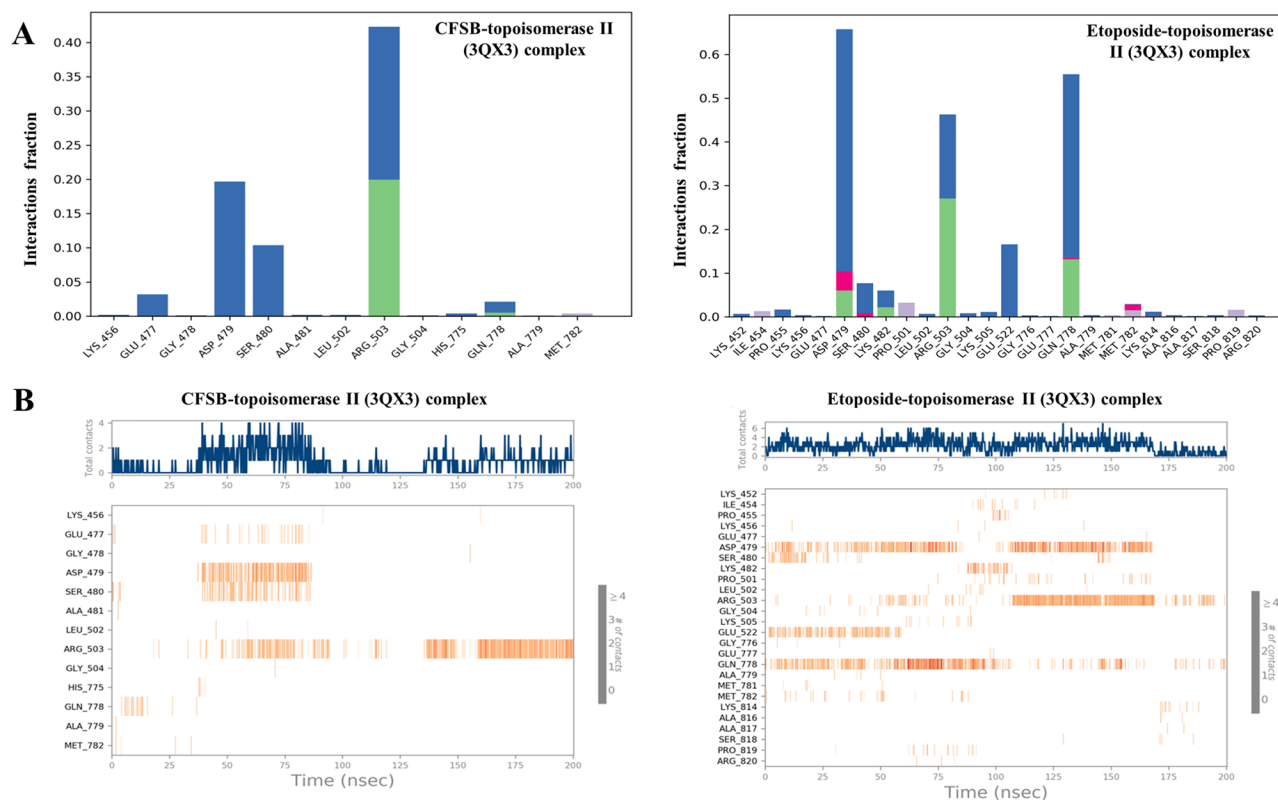 A
CFSB-topoisomerase II
(3QX3) complex
Interactions fraction
0.40
0.35
0.30
0.25
0.20
0.15
0.10
0.05
0.00
LYS_456
GLU_477
GLY_478
ASP_479
SER_480
ALA_481
LEU_502
ARG_503
GLY_504
HIS_775
GLN_778
ALA_779
MET_782
Etoposide-topoisomerase
II (3QX3) complex
Interactions fraction
0.6
0.5
0.4
0.3
0.2
0.1
0.0
LYS_452
ILE_454
PRO_455
LYS_456
GLU_477
ASP_479
SER_480
LYS_482
PRO_501
LEU_502
ARG_503
GLY_504
LYS_505
GLU_522
GLY_776
GLU_777
GLN_778
ALA_779
MET_781
MET_782
LYS_814
ALA_816
ALA_817
SER_818
PRO_819
ARG_820
B
CFSB-topoisomerase II (3QX3) complex
Total contacts
4
2
0
0 25 50 75 100 125 150 175 200
LYS_456
GLU_477
GLY_478
ASP_479
SER_480
ALA_481
LEU_502
ARG_503
GLY_504
HIS_775
GLN_778
ALA_779
MET_782
0 25 50 75 100 125 150 175 200
Time (nsec)
≥4
3
2
1
0
# of contacts
Etoposide-topoisomerase II (3QX3) complex
Total contacts
6
4
2
0
0 25 50 75 100 125 150 175 200
LYS_452
ILE_454
PRO_455
LYS_456
GLU_477
ASP_479
SER_480
LYS_482
PRO_501
LEU_502
ARG_503
GLY_504
LYS_505
GLU_522
GLY_776
GLU_777
GLN_778
ALA_779
MET_781
MET_782
LYS_814
ALA_816
ALA_817
SER_818
PRO_819
ARG_820
0 25 50 75 100 125 150 175 200
Time (nsec)
≥4
3
2
1
0
# of contacts